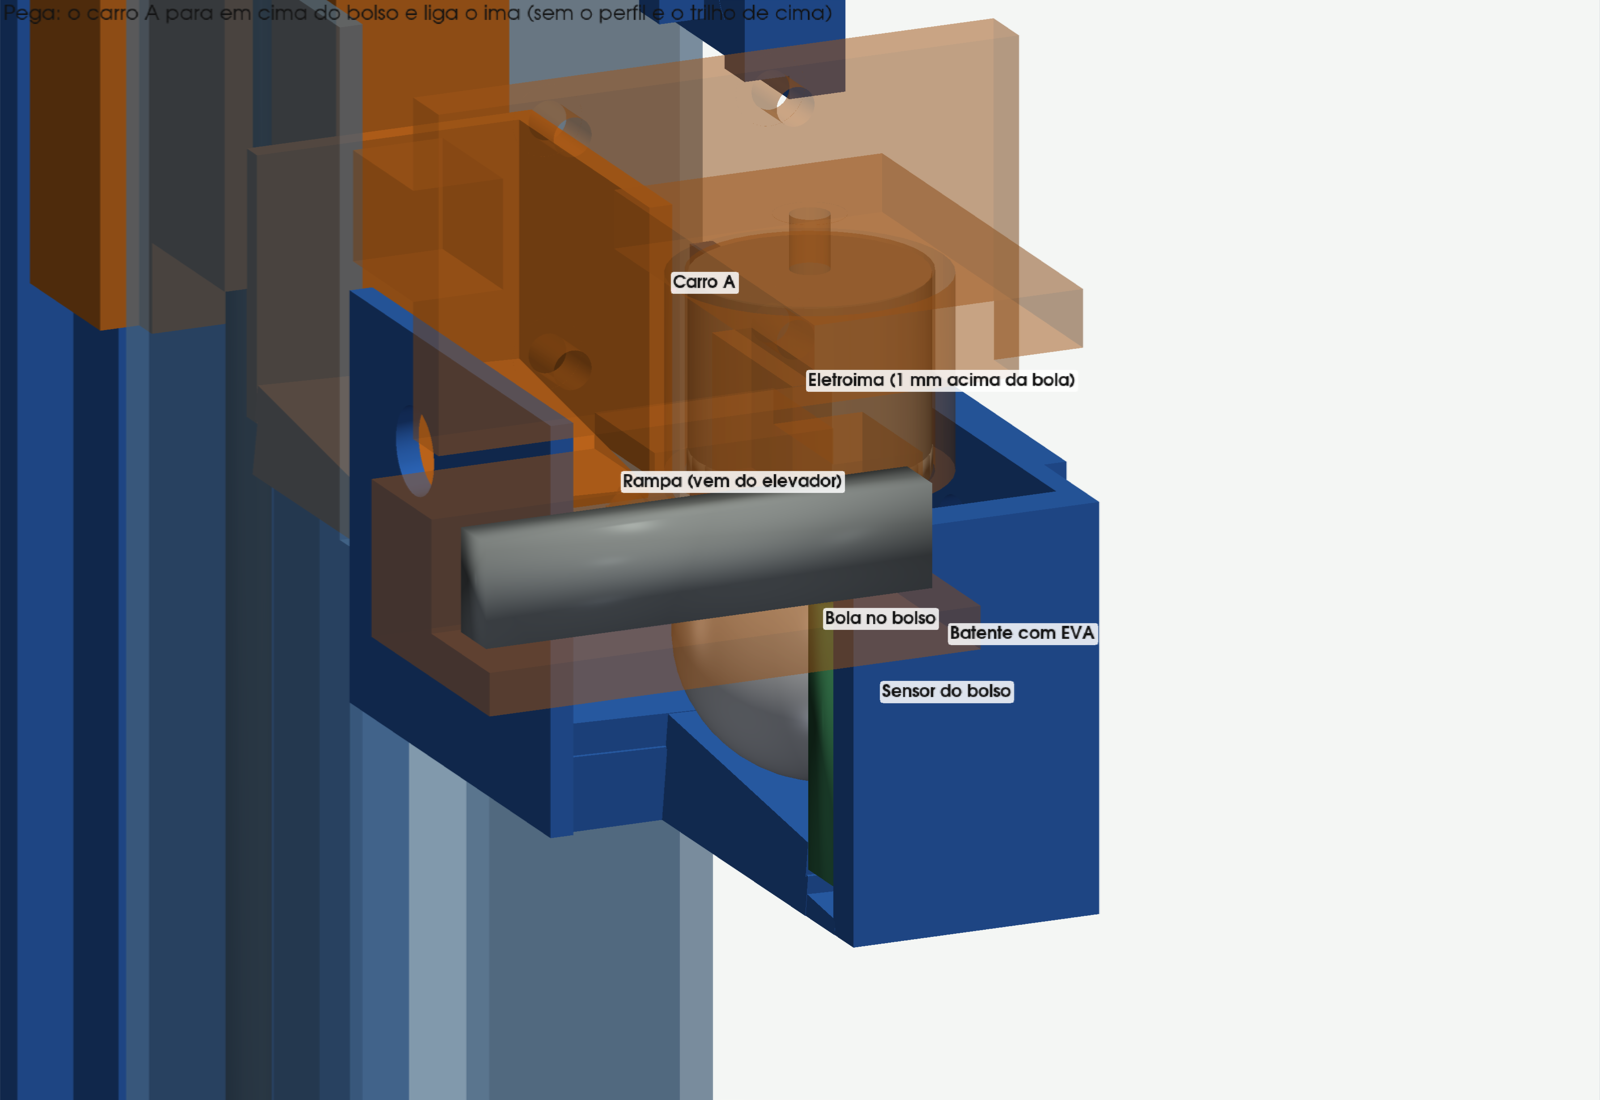 Pega: o carro A para em cima do bolso e liga o ima (sem o perfil e o trilho de cima)
Carro A
Eletroima (1 mm acima da bola)
Rampa (vem do elevador)
Bola no bolso
Batente com EVA
Sensor do bolso